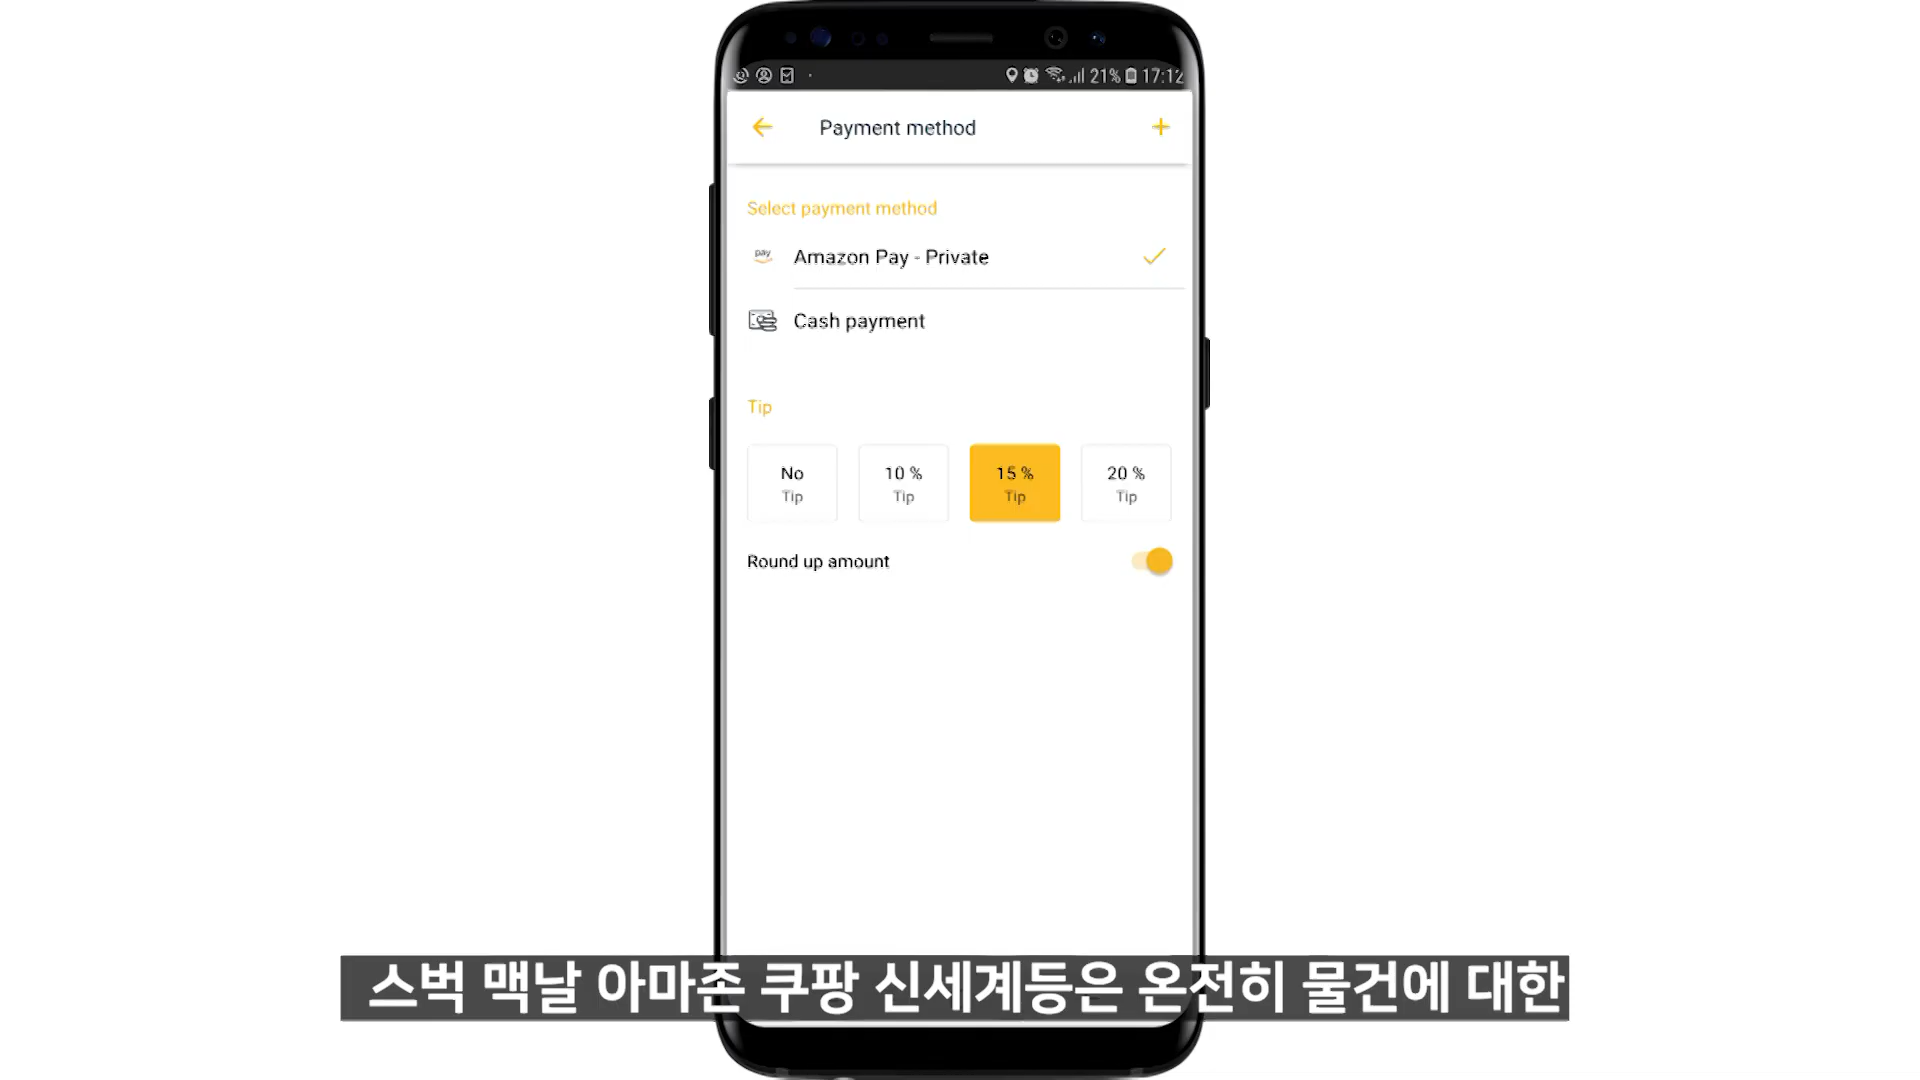 21% 17:12
Payment method
Select payment method
pay Amazon Pay - Private
Cash payment
Tip
No 10 % 15 % 20 %
Tip Tip Tip Tip
Round up amount
스벅 맥날 아마존 쿠팡 신세계등은 온전히 물건에 대한